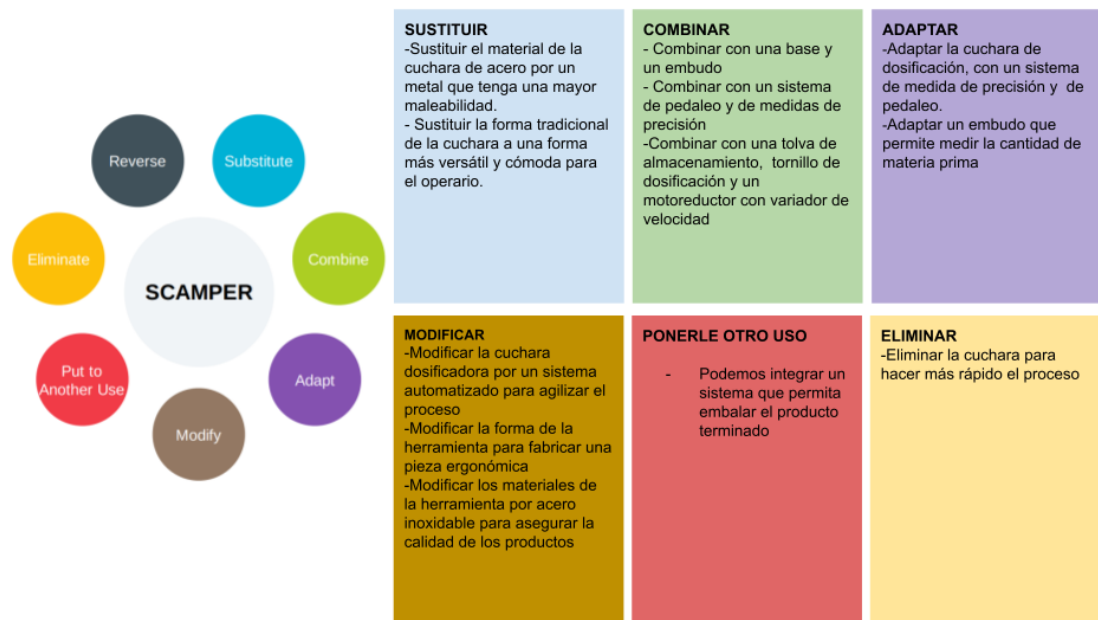 Reverse
Substitute
Eliminate
Combine
SCAMPER
Put to
Another Use
Adapt
Modify
SUSTITUIR
-Sustituir el material de la
cuchara de acero por un
metal que tenga una mayor
maleabilidad.
- Sustituir la forma tradicional
de la cuchara a una forma
más versátil y cómoda para
el operario.
COMBINAR
- Combinar con una base y
un embudo
- Combinar con un sistema
de pedaleo y de medidas de
precisión
-Combinar con una tolva de
almacenamiento, tornillo de
dosificación y un
motoreductor con variador de
velocidad
ADAPTAR
-Adaptar la cuchara de
dosificación, con un sistema
de medida de precisión y de
pedaleo.
-Adaptar un embudo que
permite medir la cantidad de
materia prima
MODIFICAR
-Modificar la cuchara
dosificadora por un sistema
automatizado para agilizar el
proceso
-Modificar la forma de la
herramienta para fabricar una
pieza ergonómica
-Modificar los materiales de
la herramienta por acero
inoxidable para asegurar la
calidad de los productos
PONERLE OTRO USO
- Podemos integrar un
sistema que permita
embalar el producto
terminado
ELIMINAR
-Eliminar la cuchara para
hacer más rápido el proceso